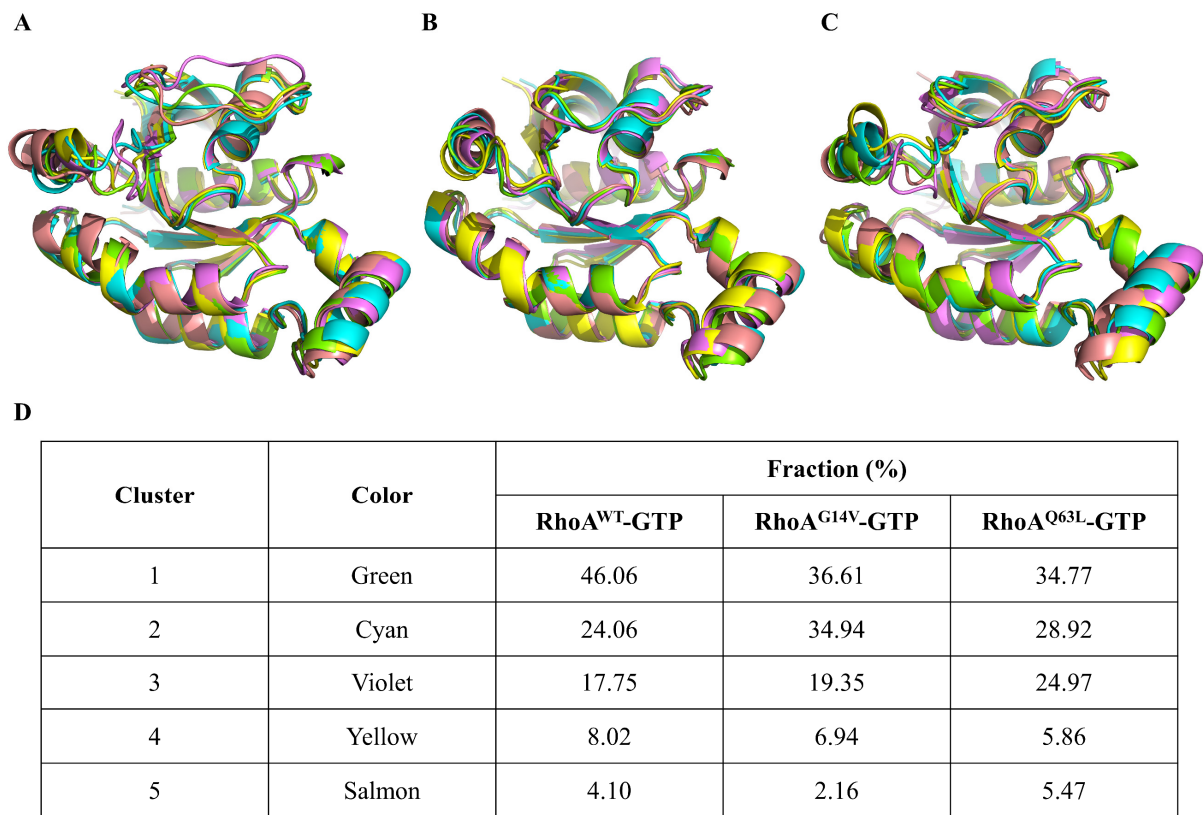 A B C
D
Cluster Color Fraction (%)
RhoA^WT-GTP RhoA^G14V-GTP RhoA^Q63L-GTP
1 Green 46.06 36.61 34.77
2 Cyan 24.06 34.94 28.92
3 Violet 17.75 19.35 24.97
4 Yellow 8.02 6.94 5.86
5 Salmon 4.10 2.16 5.47